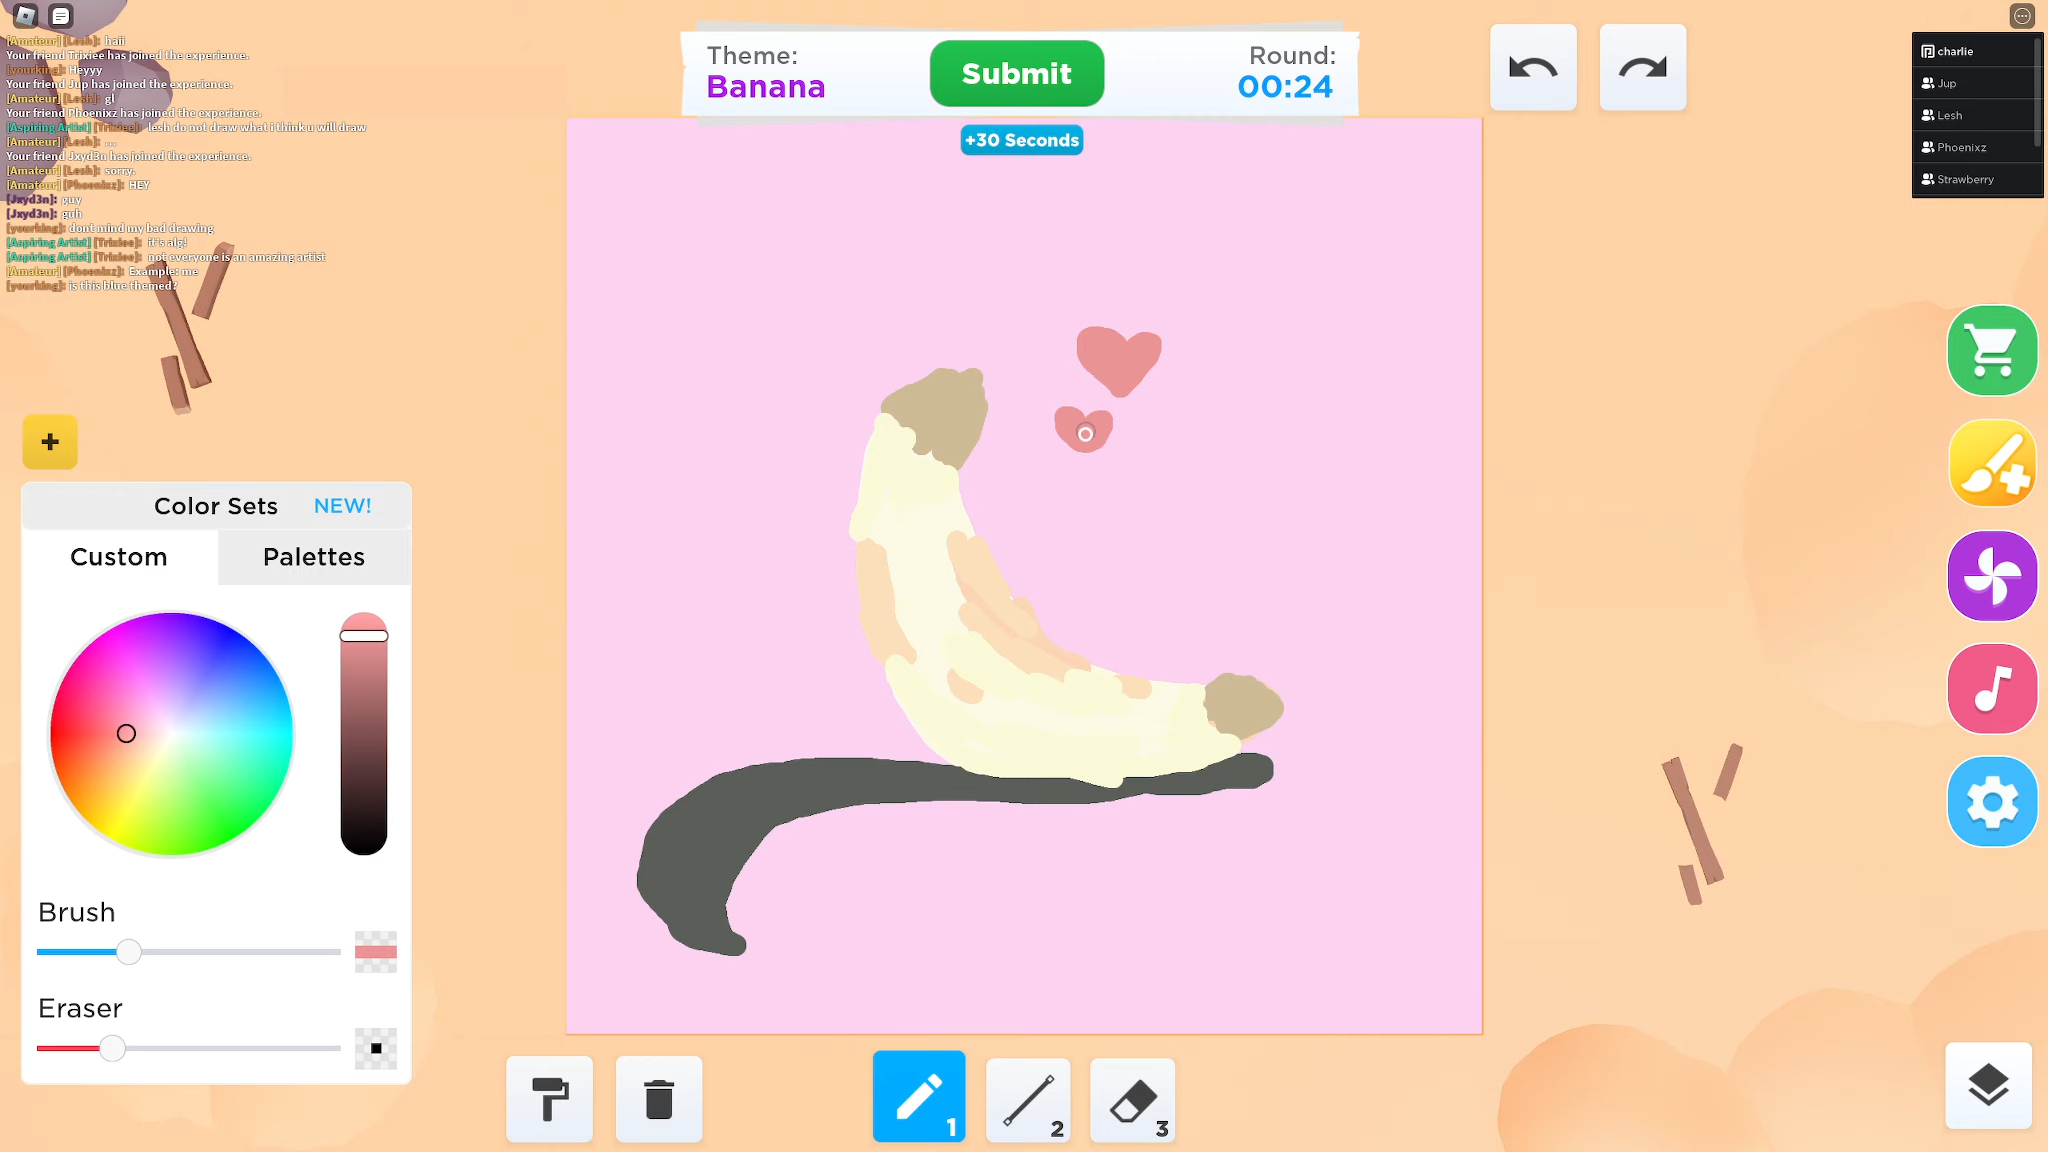 [Amateur] [Lesh]: haii
Your friend Trixiee has joined the experience.
[yourking]: Heyyy
Your friend Jup has joined the experience.
[Amateur] [Lesh]: gl
Your friend Phoenixz has joined the experience.
[Aspiring Artist] [Trixiee]: lesh do not draw what i think u will draw
[Amateur] [Lesh]: ...
Your friend Jxyd3n has joined the experience.
[Amateur] [Lesh]: sorry.
[Amateur] [Phoenixz]: HEY
[Jxyd3n]: guy
[Jxyd3n]: guh
[yourking]: dont mind my bad drawing
[Aspiring Artist] [Trixiee]: it's alg!
[Aspiring Artist] [Trixiee]: not everyone is an amazing artist
[Amateur] [Phoenixz]: Example: me
[yourking]: is this blue themed?
Theme:
Banana
Submit
Round:
00:24
+30 Seconds
charlie
Jup
Lesh
Phoenixz
Strawberry
+
Color Sets NEW!
Custom Palettes
Brush
Eraser
1
2
3